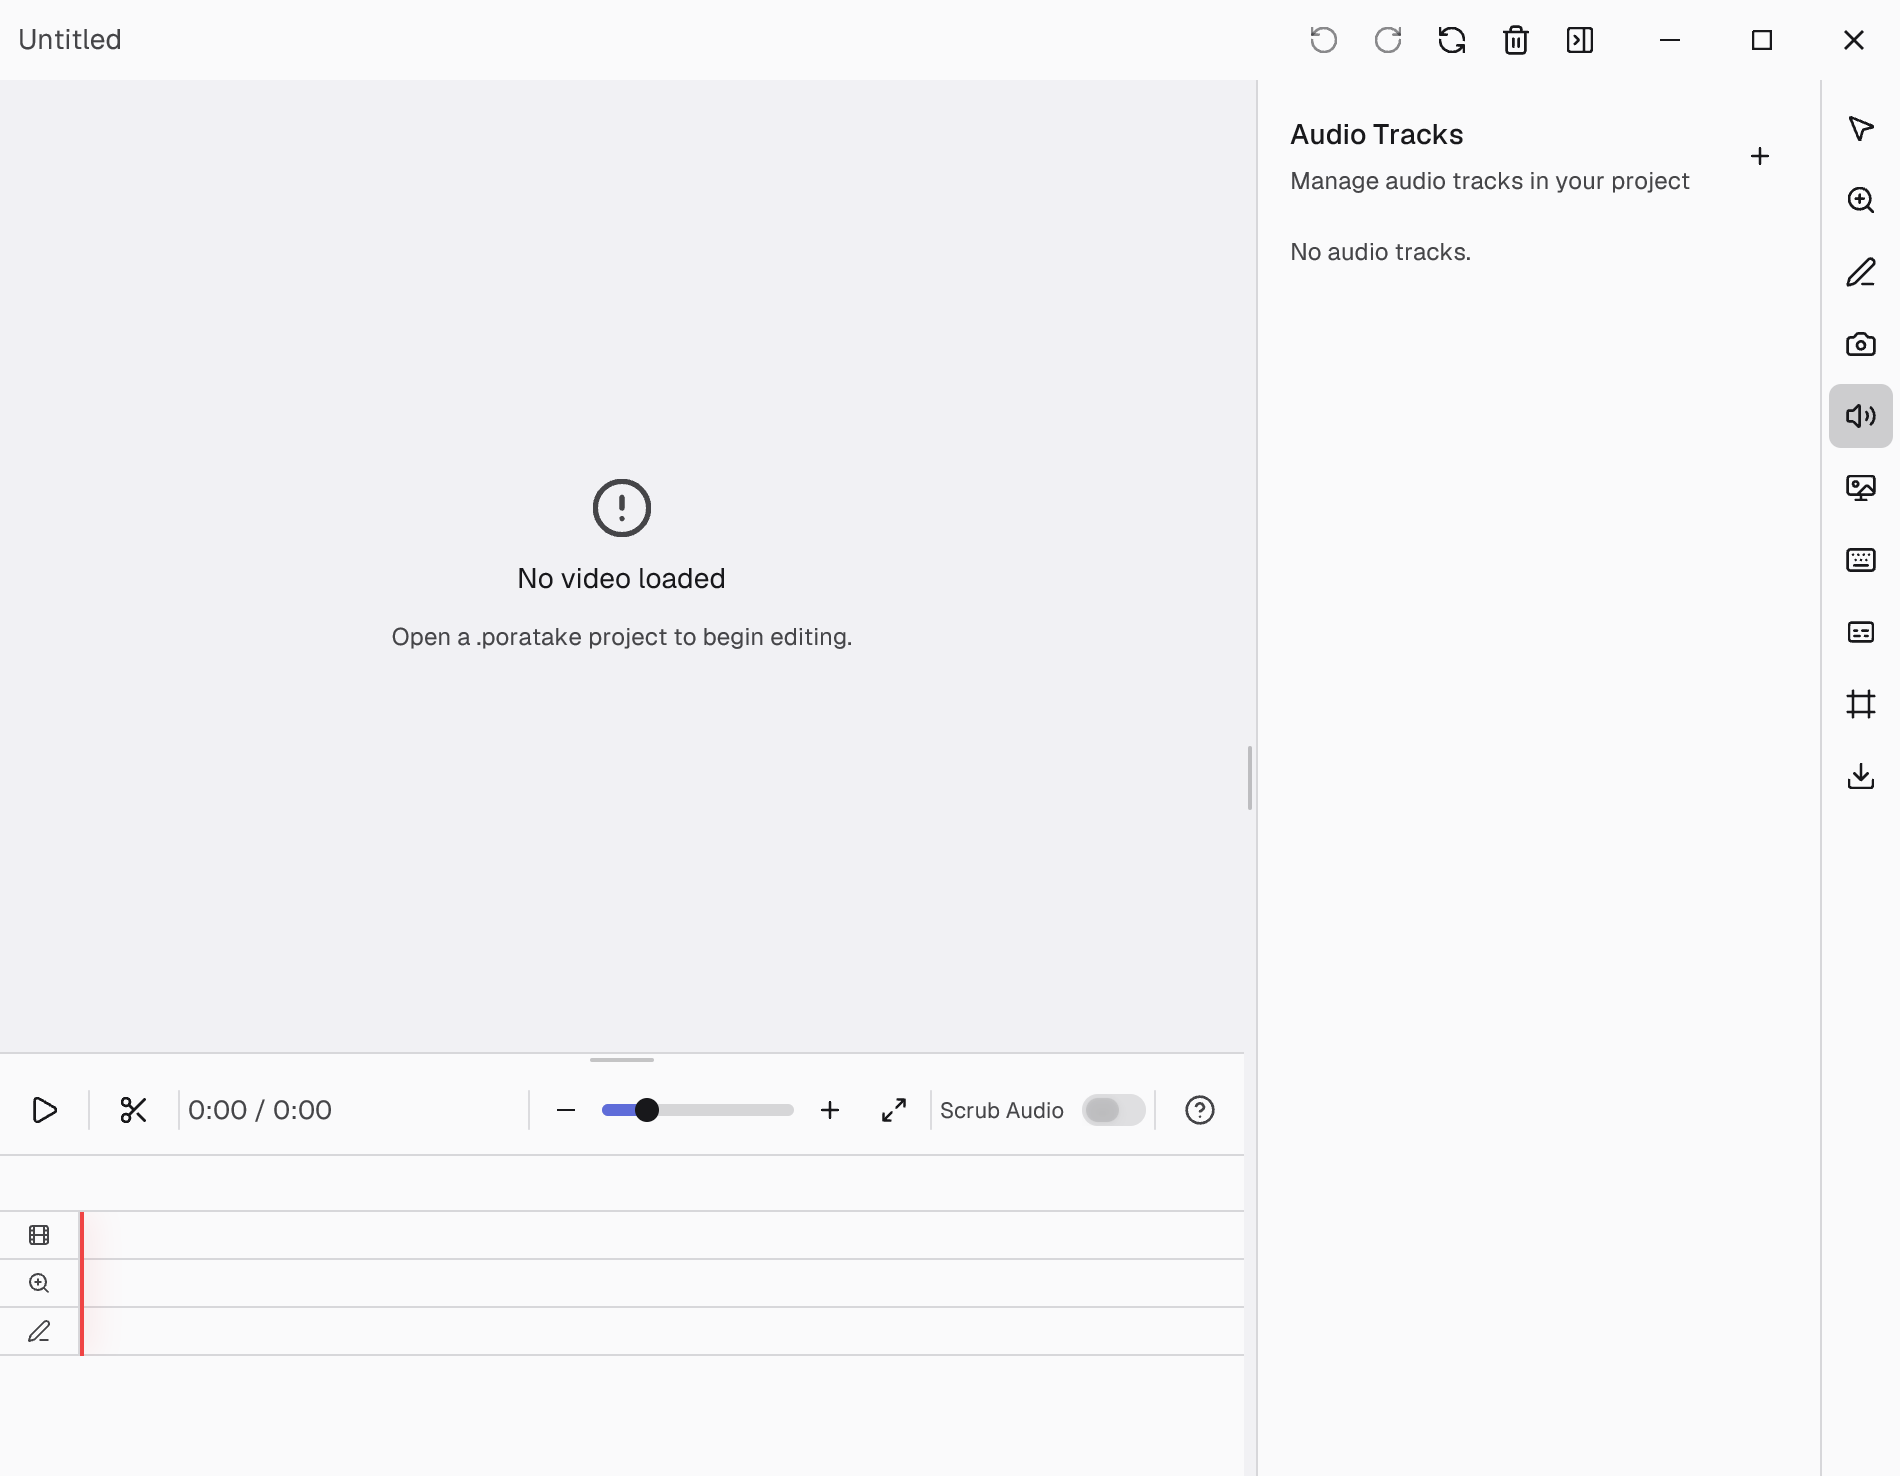 Untitled
Audio Tracks
Manage audio tracks in your project
No audio tracks.
No video loaded
Open a .poratake project to begin editing.
0:00 / 0:00
Scrub Audio